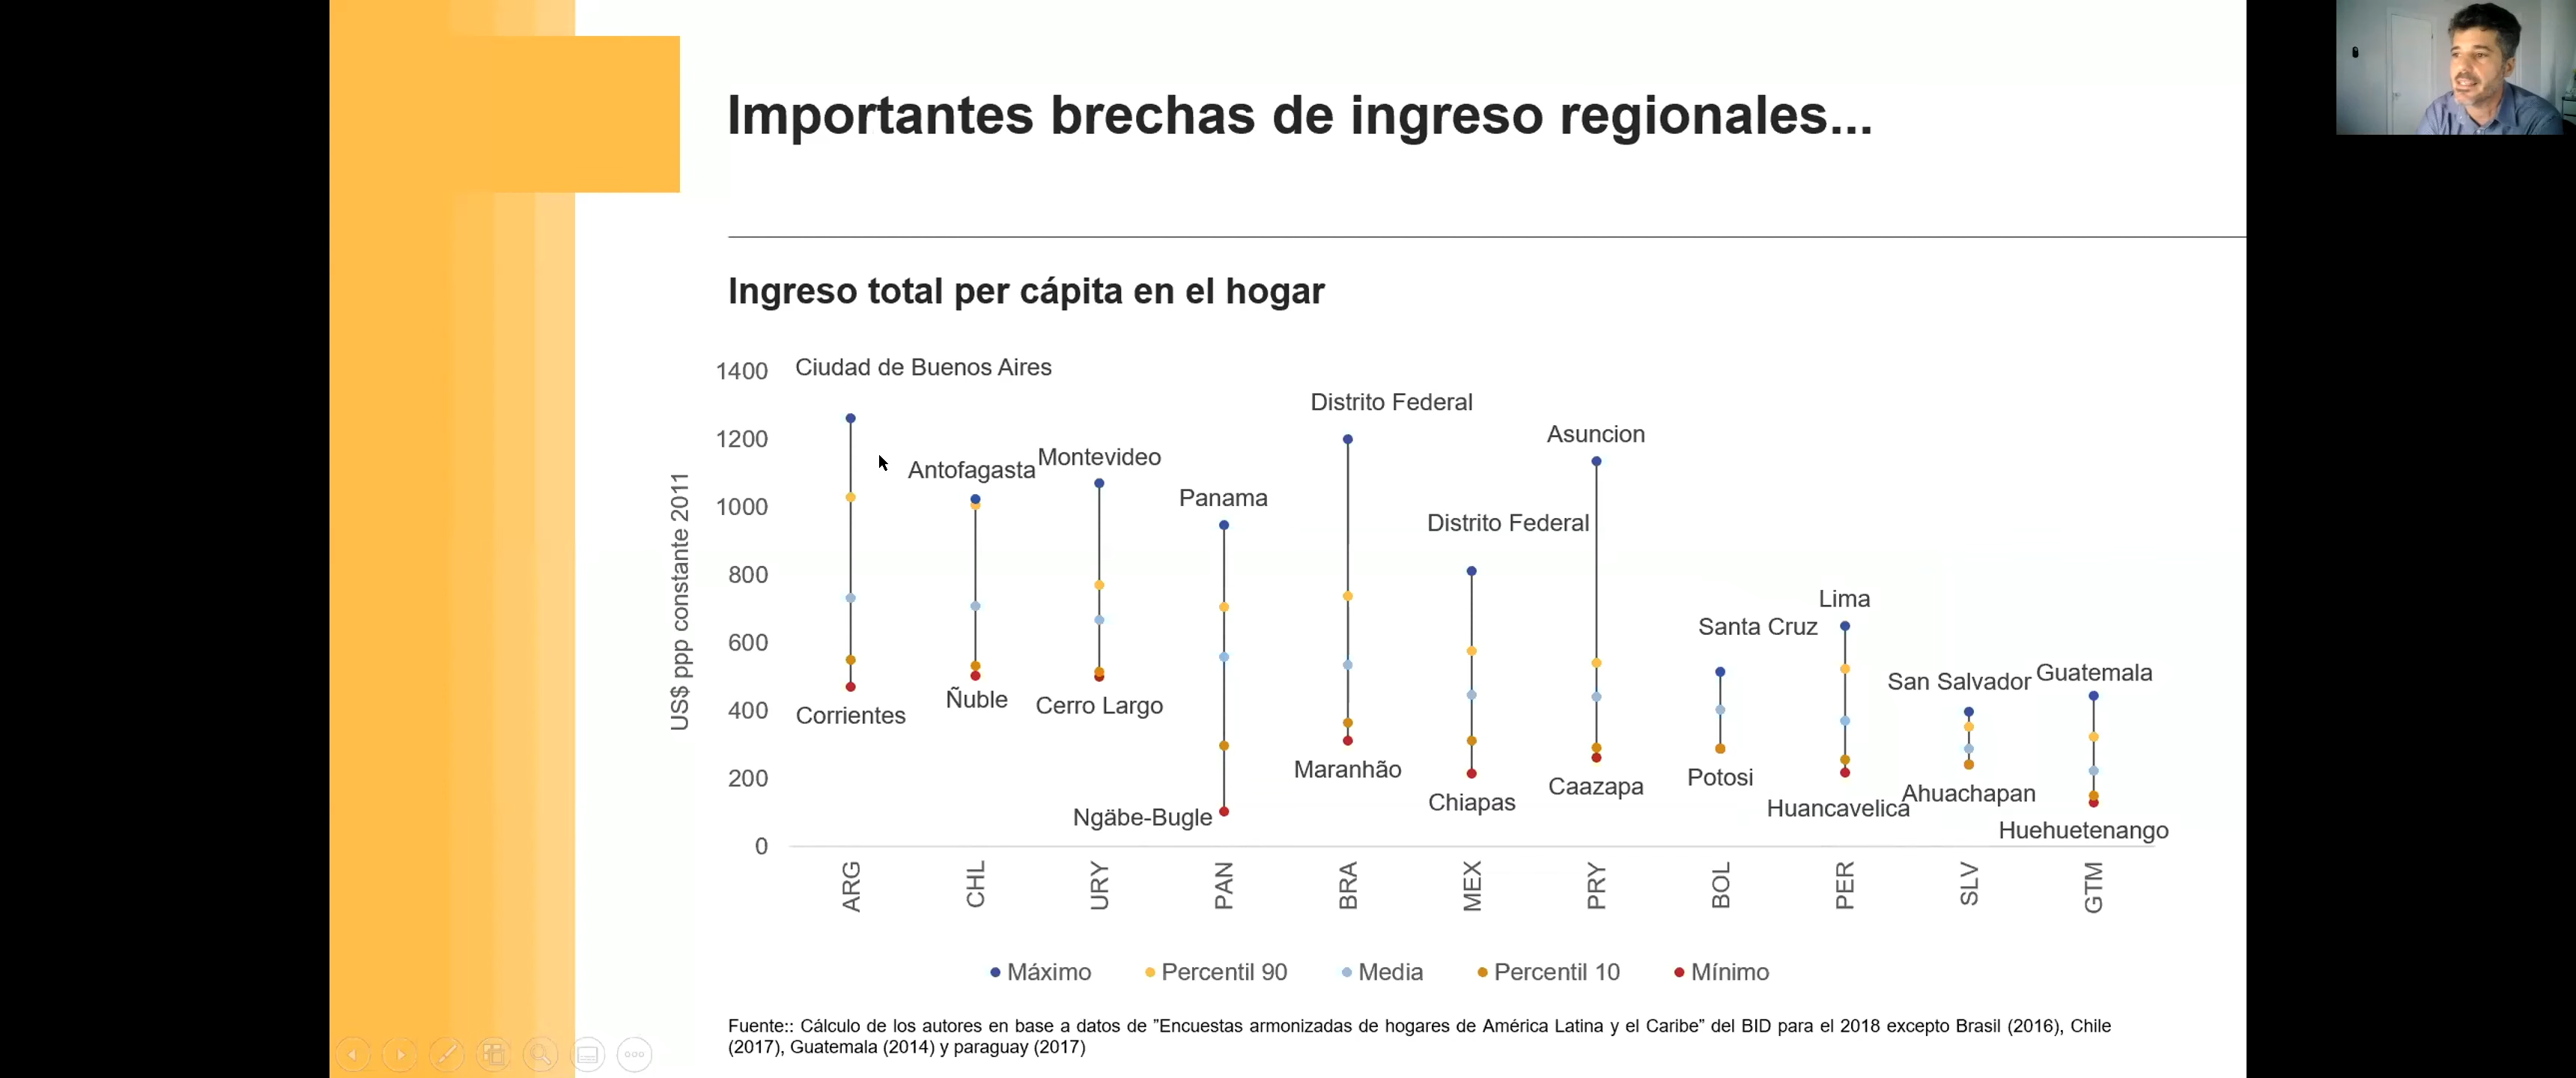 Importantes brechas de ingreso regionales...
Ingreso total per cápita en el hogar
US$ ppp constante 2011
1400
1200
1000
800
600
400
200
0
Ciudad de Buenos Aires
Corrientes
Antofagasta
Ñuble
Montevideo
Cerro Largo
Panama
Ngäbe-Bugle
Distrito Federal
Maranhão
Distrito Federal
Chiapas
Asuncion
Caazapa
Santa Cruz
Potosi
Lima
Huancavelica
San Salvador
Ahuachapan
Guatemala
Huehuetenango
ARG
CHL
URY
PAN
BRA
MEX
PRY
BOL
PER
SLV
GTM
Máximo
Percentil 90
Media
Percentil 10
Mínimo
Fuente:: Cálculo de los autores en base a datos de ”Encuestas armonizadas de hogares de América Latina y el Caribe” del BID para el 2018 excepto Brasil (2016), Chile
(2017), Guatemala (2014) y paraguay (2017)